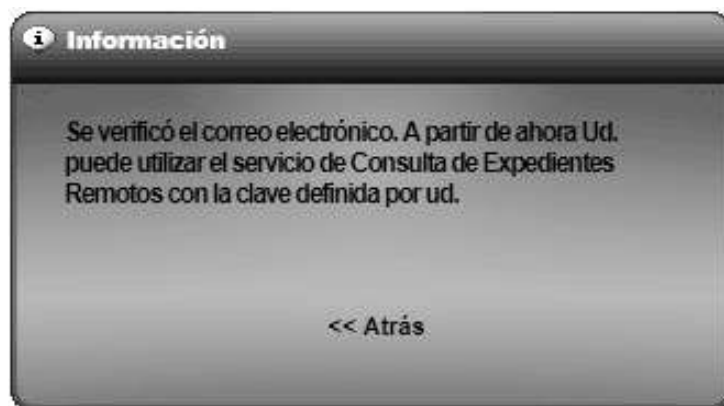 Información
Se verificó el correo electrónico. A partir de ahora Ud.
puede utilizar el servicio de Consulta de Expedientes
Remotos con la clave definida por ud.
<< Atrás